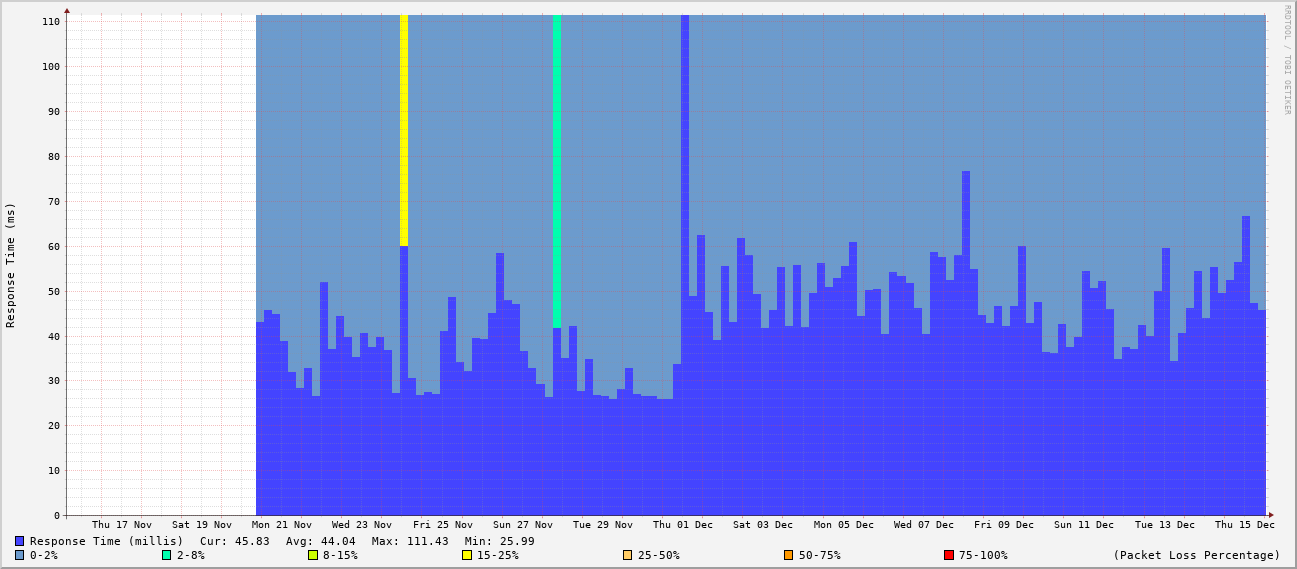 RRDTOOL / TOBI OETIKER
Response Time (ms)
110
100
90
80
70
60
50
40
30
20
10
0
Thu 17 Nov Sat 19 Nov Mon 21 Nov Wed 23 Nov Fri 25 Nov Sun 27 Nov Tue 29 Nov Thu 01 Dec Sat 03 Dec Mon 05 Dec Wed 07 Dec Fri 09 Dec Sun 11 Dec Tue 13 Dec Thu 15 Dec
Response Time (millis) Cur: 45.83 Avg: 44.04 Max: 111.43 Min: 25.99
0-2% 2-8% 8-15% 15-25% 25-50% 50-75% 75-100% (Packet Loss Percentage)